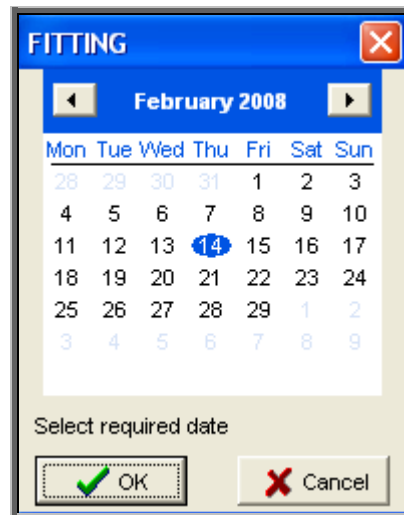 FITTING
February 2008
Mon Tue Wed Thu Fri Sat Sun
28 29 30 31 1 2 3
4 5 6 7 8 9 10
11 12 13 14 15 16 17
18 19 20 21 22 23 24
25 26 27 28 29 1 2
3 4 5 6 7 8 9
Select required date
OK Cancel